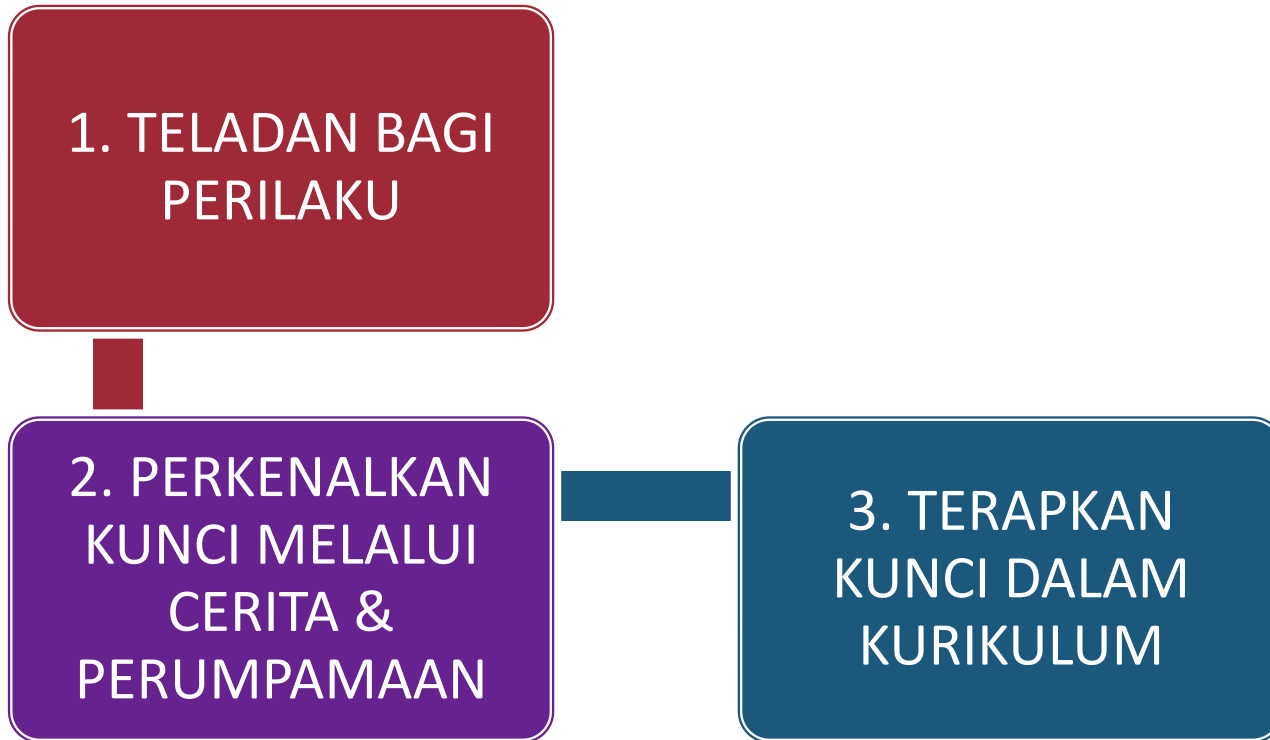 1. TELADAN BAGI
PERILAKU
2. PERKENALKAN
KUNCI MELALUI
CERITA &
PERUMPAMAAN
3. TERAPKAN
KUNCI DALAM
KURIKULUM